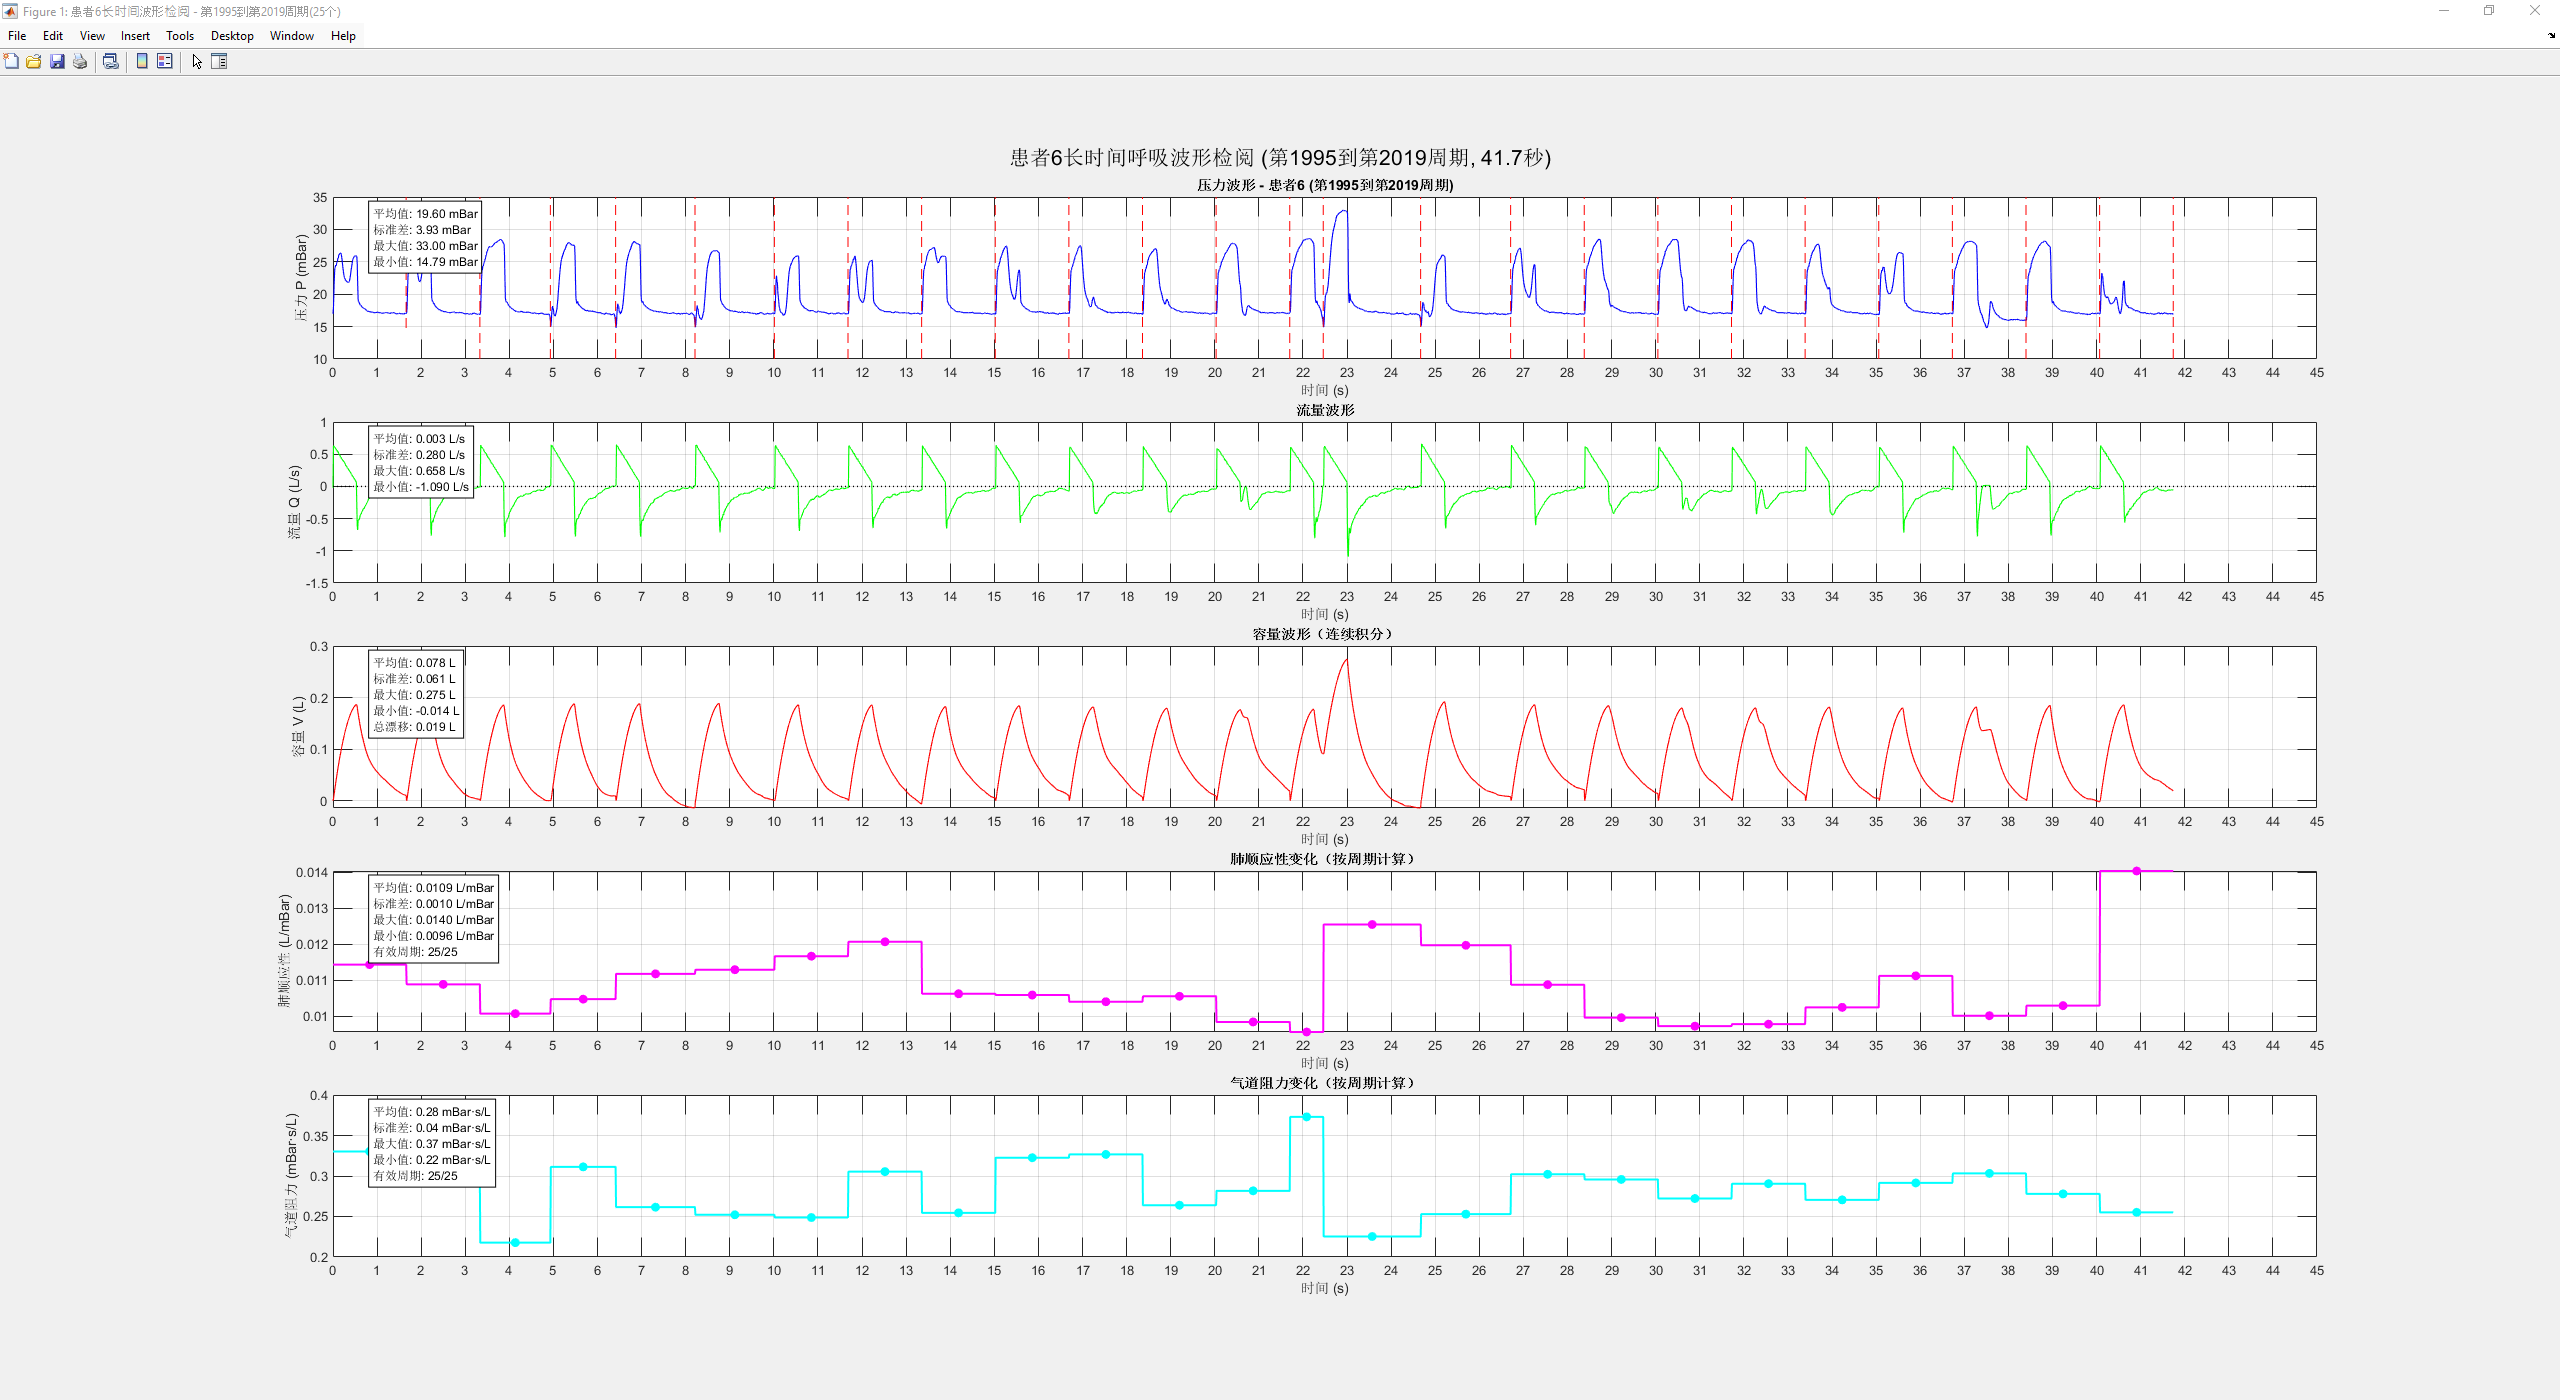 Figure 1: 患者6长时间波形检阅 - 第1995到第2019周期(25个)
File Edit View Insert Tools Desktop Window Help
患者6长时间呼吸波形检阅 (第1995到第2019周期, 41.7秒)
压力波形 - 患者6 (第1995到第2019周期)
压力 P (mBar)
35
30
25
20
15
10
平均值: 19.60 mBar
标准差: 3.93 mBar
最大值: 33.00 mBar
最小值: 14.79 mBar
0 1 2 3 4 5 6 7 8 9 10 11 12 13 14 15 16 17 18 19 20 21 22 23 24 25 26 27 28 29 30 31 32 33 34 35 36 37 38 39 40 41 42 43 44 45
时间 (s)
流量波形
流量 Q (L/s)
1
0.5
0
-0.5
-1
-1.5
平均值: 0.003 L/s
标准差: 0.280 L/s
最大值: 0.658 L/s
最小值: -1.090 L/s
0 1 2 3 4 5 6 7 8 9 10 11 12 13 14 15 16 17 18 19 20 21 22 23 24 25 26 27 28 29 30 31 32 33 34 35 36 37 38 39 40 41 42 43 44 45
时间 (s)
容量波形（连续积分）
容量 V (L)
0.3
0.2
0.1
0
平均值: 0.078 L
标准差: 0.061 L
最大值: 0.275 L
最小值: -0.014 L
总漂移: 0.019 L
0 1 2 3 4 5 6 7 8 9 10 11 12 13 14 15 16 17 18 19 20 21 22 23 24 25 26 27 28 29 30 31 32 33 34 35 36 37 38 39 40 41 42 43 44 45
时间 (s)
肺顺应性变化（按周期计算）
肺顺应性 (L/mBar)
0.014
0.013
0.012
0.011
0.01
平均值: 0.0109 L/mBar
标准差: 0.0010 L/mBar
最大值: 0.0140 L/mBar
最小值: 0.0096 L/mBar
有效周期: 25/25
0 1 2 3 4 5 6 7 8 9 10 11 12 13 14 15 16 17 18 19 20 21 22 23 24 25 26 27 28 29 30 31 32 33 34 35 36 37 38 39 40 41 42 43 44 45
时间 (s)
气道阻力变化（按周期计算）
气道阻力 (mBar·s/L)
0.4
0.35
0.3
0.25
0.2
平均值: 0.28 mBar·s/L
标准差: 0.04 mBar·s/L
最大值: 0.37 mBar·s/L
最小值: 0.22 mBar·s/L
有效周期: 25/25
0 1 2 3 4 5 6 7 8 9 10 11 12 13 14 15 16 17 18 19 20 21 22 23 24 25 26 27 28 29 30 31 32 33 34 35 36 37 38 39 40 41 42 43 44 45
时间 (s)